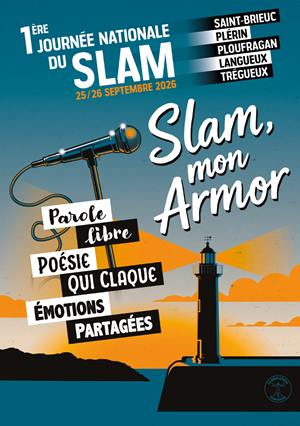 1ÈRE
JOURNÉE NATIONALE
DU SLAM
25/26 SEPTEMBRE 2026
SAINT-BRIEUC
PLÉRIN
PLOUFRAGAN
LANGUEUX
TRÉGUEUX
Slam,
mon
Armor
Parole
libre
POÉSIE
QUI CLAQUE
ÉMOTIONS
PARTAGÉES